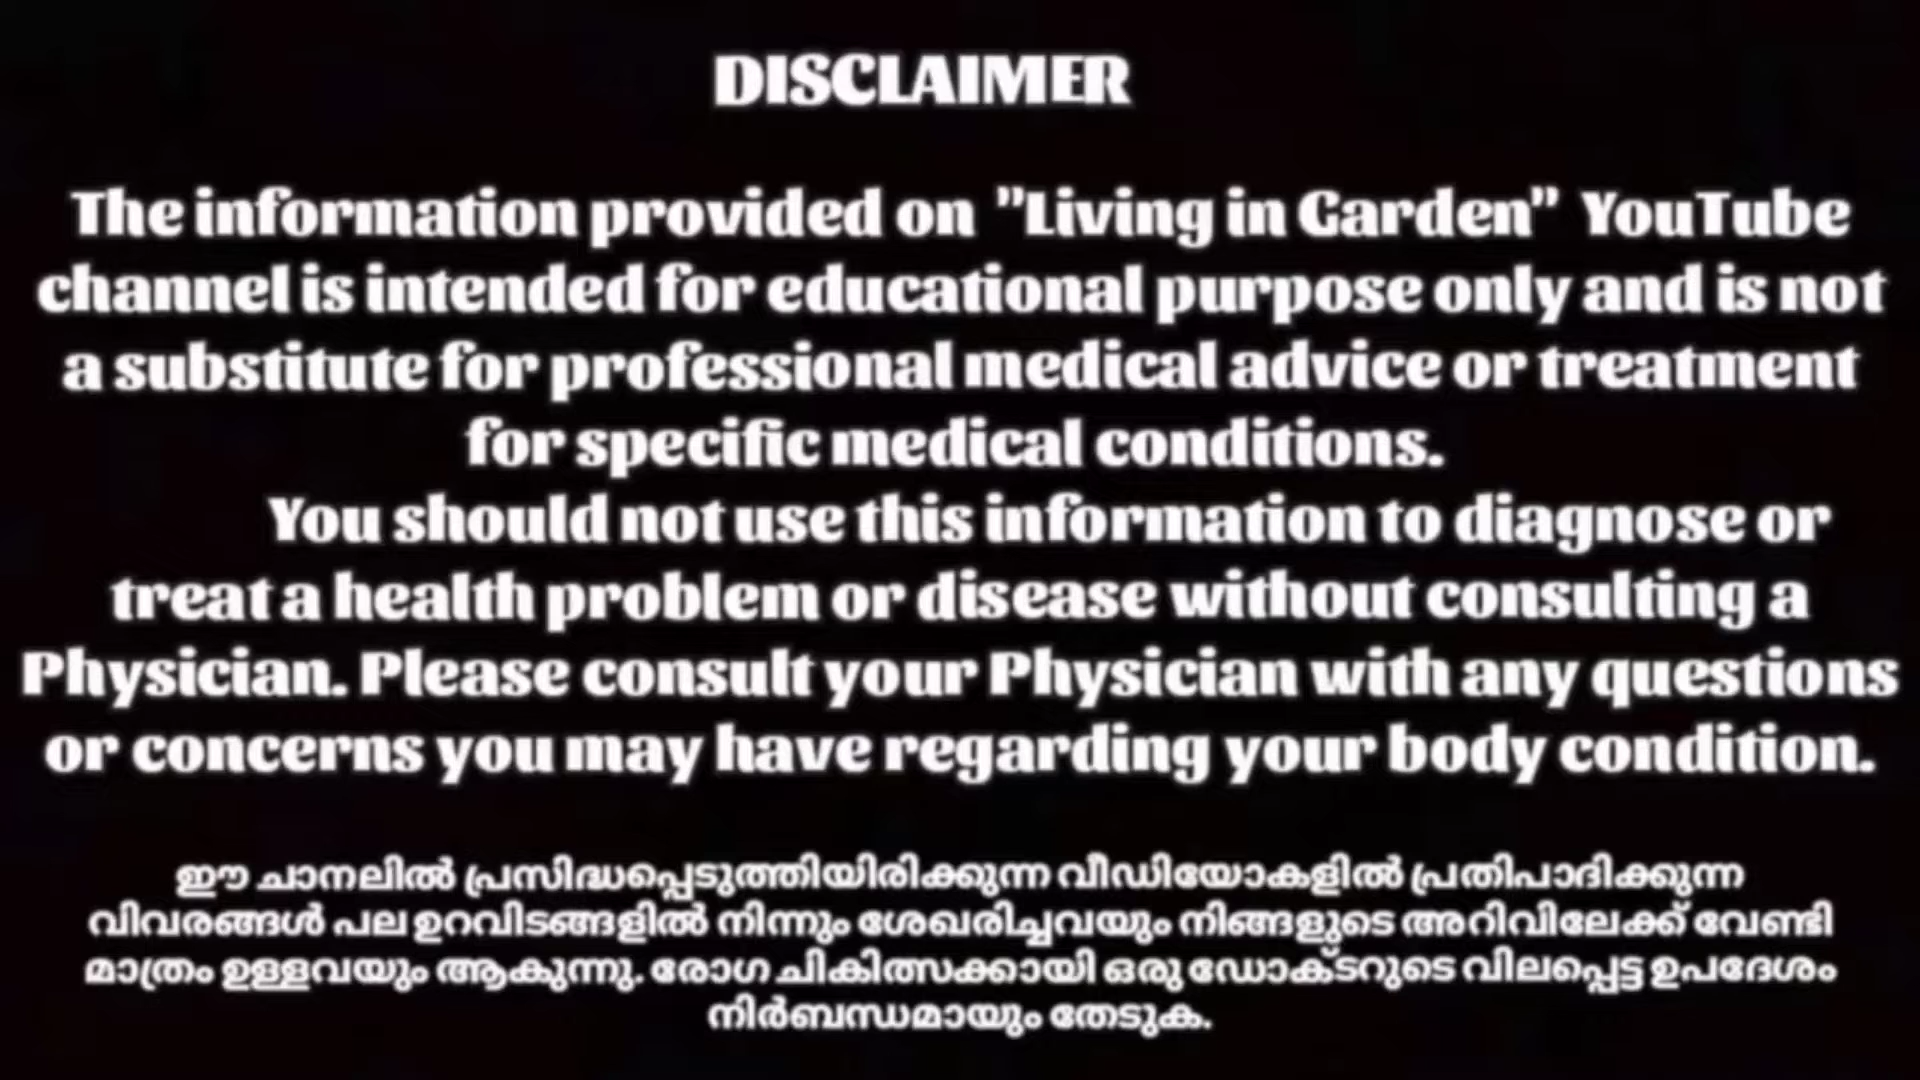 DISCLAIMER
The information provided on "Living in Garden" YouTube
channel is intended for educational purpose only and is not
a substitute for professional medical advice or treatment
for specific medical conditions.
You should not use this information to diagnose or
treat a health problem or disease without consulting a
Physician. Please consult your Physician with any questions
or concerns you may have regarding your body condition.
ഈ ചാനലിൽ പ്രസിദ്ധപ്പെടുത്തിയിരിക്കുന്ന വീഡിയോകളിൽ പ്രതിപാദിക്കുന്ന
വിവരങ്ങൾ പല ഉറവിടങ്ങളിൽ നിന്നും ശേഖരിച്ചവയും നിങ്ങളുടെ അറിവിലേക്ക് വേണ്ടി
മാത്രം ഉള്ളവയും ആകുന്നു. രോഗ ചികിത്സക്കായി ഒരു ഡോക്ടറുടെ വിലപ്പെട്ട ഉപദേശം
നിർബന്ധമായും തേടുക.